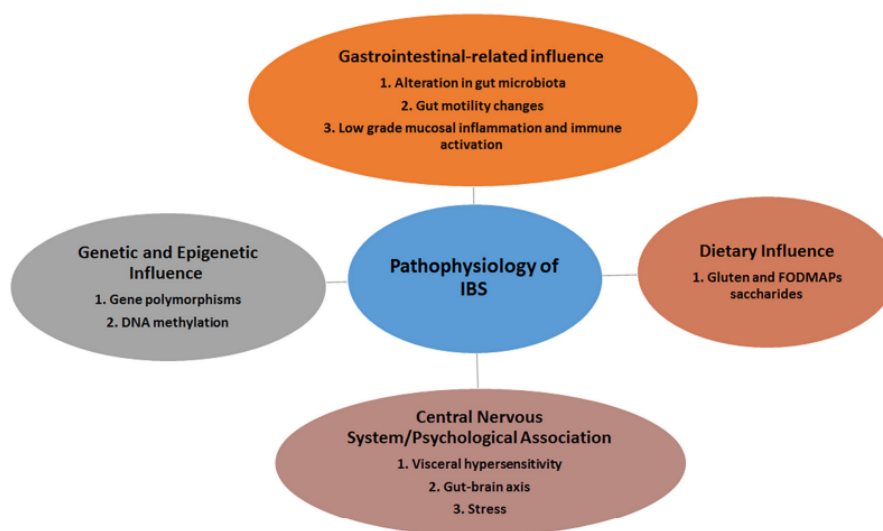 Gastrointestinal-related influence
1. Alteration in gut microbiota
2. Gut motility changes
3. Low grade mucosal inflammation and immune
activation
Genetic and Epigenetic
Influence
1. Gene polymorphisms
2. DNA methylation
Pathophysiology of
IBS
Dietary Influence
1. Gluten and FODMAPs
saccharides
Central Nervous
System/Psychological Association
1. Visceral hypersensitivity
2. Gut-brain axis
3. Stress